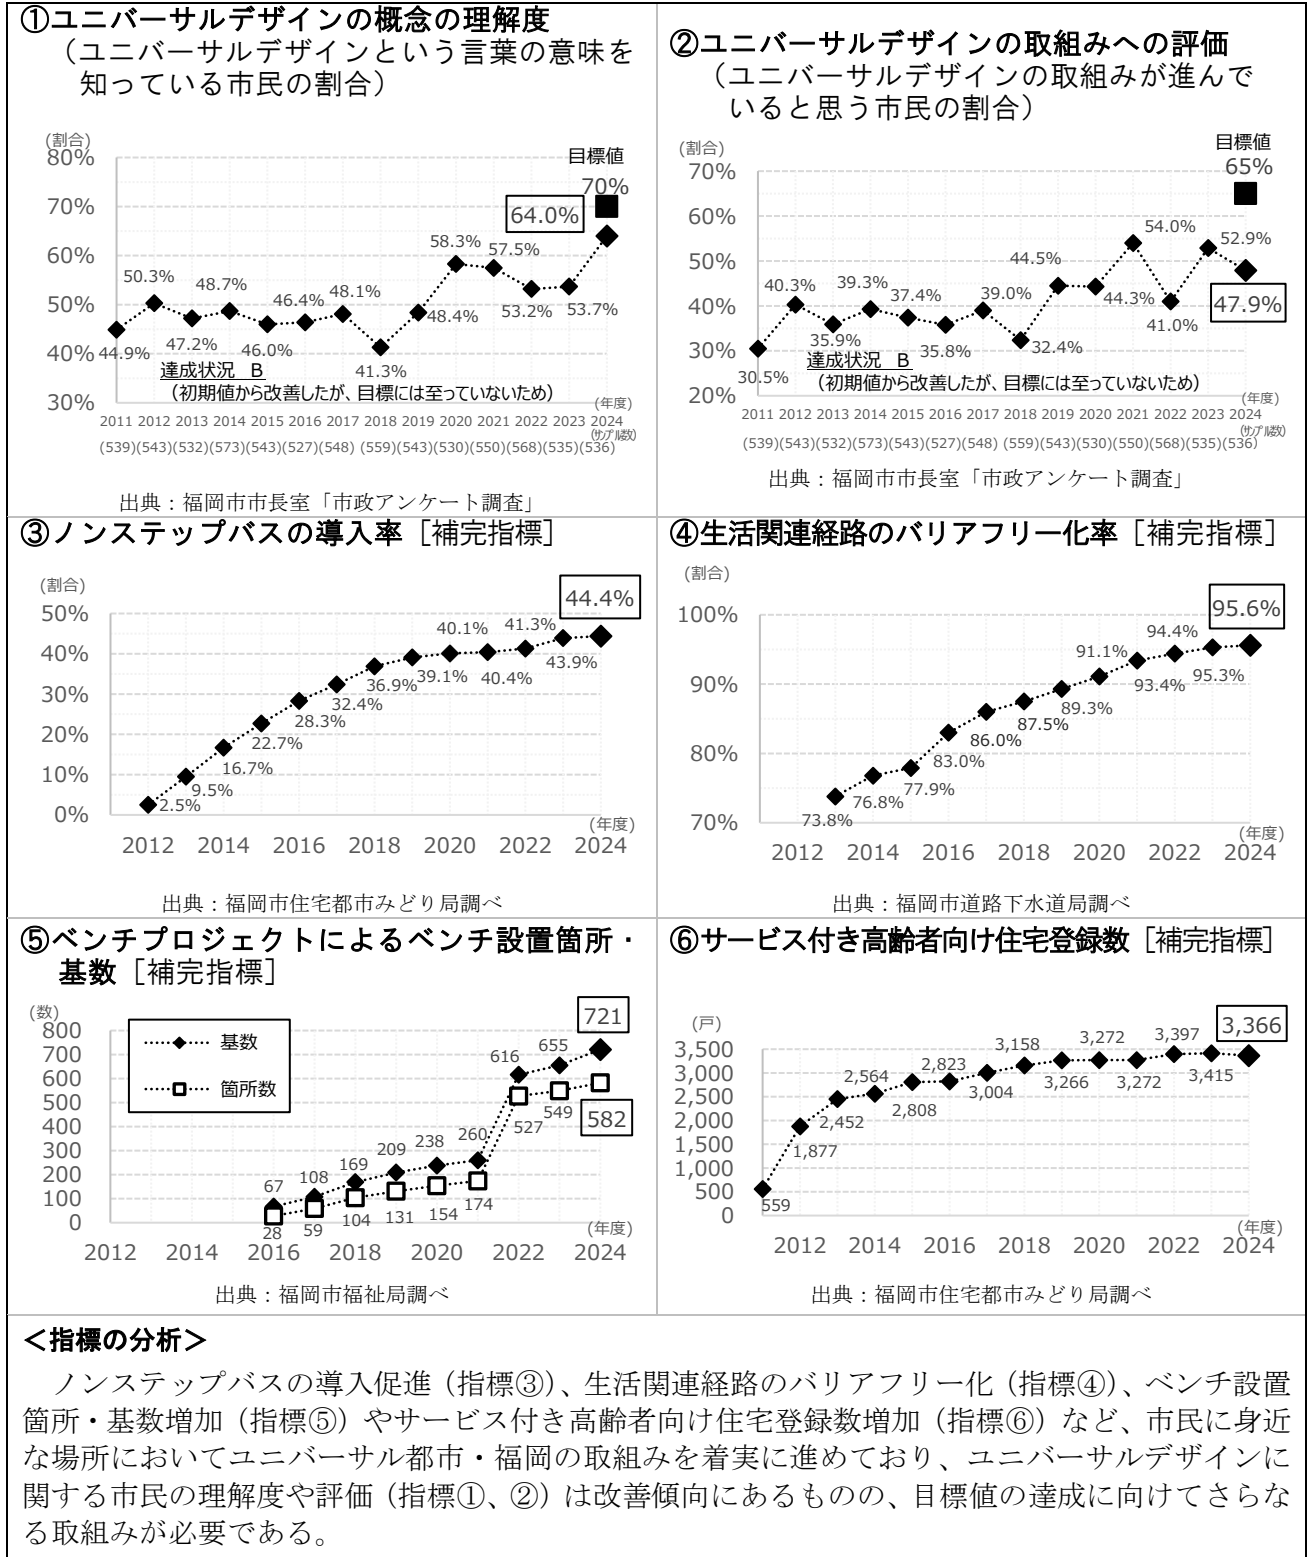 ①ユニバーサルデザインの概念の理解度
（ユニバーサルデザインという言葉の意味を
知っている市民の割合）
(割合)
80%
70%
60%
50%
40%
30%
目標値
70%
64.0%
44.9%
50.3%
47.2%
48.7%
46.0%
46.4%
48.1%
41.3%
48.4%
58.3%
57.5%
53.2%
53.7%
達成状況　B
（初期値から改善したが、目標には至っていないため）
(年度)
2011 2012 2013 2014 2015 2016 2017 2018 2019 2020 2021 2022 2023 2024
(サンプル数)
(539)(543)(532)(573)(543)(527)(548) (559)(543)(530)(550)(568)(535)(536)
出典：福岡市市長室「市政アンケート調査」
②ユニバーサルデザインの取組みへの評価
（ユニバーサルデザインの取組みが進んで
いると思う市民の割合）
(割合)
70%
60%
50%
40%
30%
20%
目標値
65%
30.5%
40.3%
35.9%
39.3%
37.4%
35.8%
39.0%
32.4%
44.5%
44.3%
54.0%
41.0%
52.9%
47.9%
達成状況　B
（初期値から改善したが、目標には至っていないため）
(年度)
2011 2012 2013 2014 2015 2016 2017 2018 2019 2020 2021 2022 2023 2024
(サンプル数)
(539)(543)(532)(573)(543)(527)(548) (559)(543)(530)(550)(568)(535)(536)
出典：福岡市市長室「市政アンケート調査」
③ノンステップバスの導入率［補完指標］
(割合)
50%
40%
30%
20%
10%
0%
2.5%
9.5%
16.7%
22.7%
28.3%
32.4%
36.9%
39.1%
40.1%
40.4%
41.3%
43.9%
44.4%
(年度)
2012 2014 2016 2018 2020 2022 2024
出典：福岡市住宅都市みどり局調べ
④生活関連経路のバリアフリー化率［補完指標］
(割合)
100%
90%
80%
70%
73.8%
76.8%
77.9%
83.0%
86.0%
87.5%
89.3%
91.1%
93.4%
94.4%
95.3%
95.6%
(年度)
2012 2014 2016 2018 2020 2022 2024
出典：福岡市道路下水道局調べ
⑤ベンチプロジェクトによるベンチ設置箇所・
基数［補完指標］
(数)
800
700
600
500
400
300
200
100
0
基数
箇所数
67
108
169
209
238
260
616
655
721
28
59
104
131
154
174
527
549
582
(年度)
2012 2014 2016 2018 2020 2022 2024
出典：福岡市福祉局調べ
⑥サービス付き高齢者向け住宅登録数［補完指標］
(戸)
3,500
3,000
2,500
2,000
1,500
1,000
500
0
559
1,877
2,452
2,564
2,808
2,823
3,004
3,158
3,266
3,272
3,272
3,397
3,415
3,366
(年度)
2012 2014 2016 2018 2020 2022 2024
出典：福岡市住宅都市みどり局調べ
＜指標の分析＞
ノンステップバスの導入促進（指標③）、生活関連経路のバリアフリー化（指標④）、ベンチ設置
箇所・基数増加（指標⑤）やサービス付き高齢者向け住宅登録数増加（指標⑥）など、市民に身近
な場所においてユニバーサル都市・福岡の取組みを着実に進めており、ユニバーサルデザインに
関する市民の理解度や評価（指標①、②）は改善傾向にあるものの、目標値の達成に向けてさらな
る取組みが必要である。